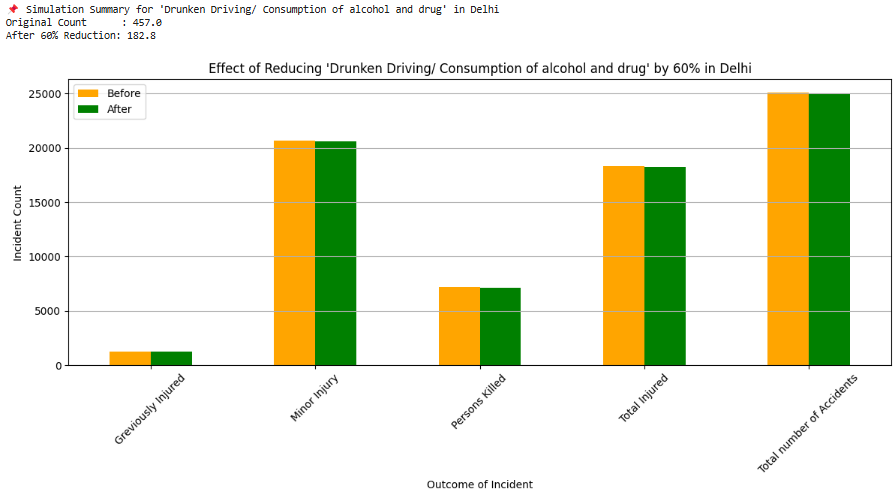 📌 Simulation Summary for 'Drunken Driving/ Consumption of alcohol and drug' in Delhi
Original Count : 457.0
After 60% Reduction: 182.8
Effect of Reducing 'Drunken Driving/ Consumption of alcohol and drug' by 60% in Delhi
Before
After
25000
20000
15000
10000
5000
0
Incident Count
Greviously Injured
Minor Injury
Persons Killed
Total Injured
Total number of Accidents
Outcome of Incident